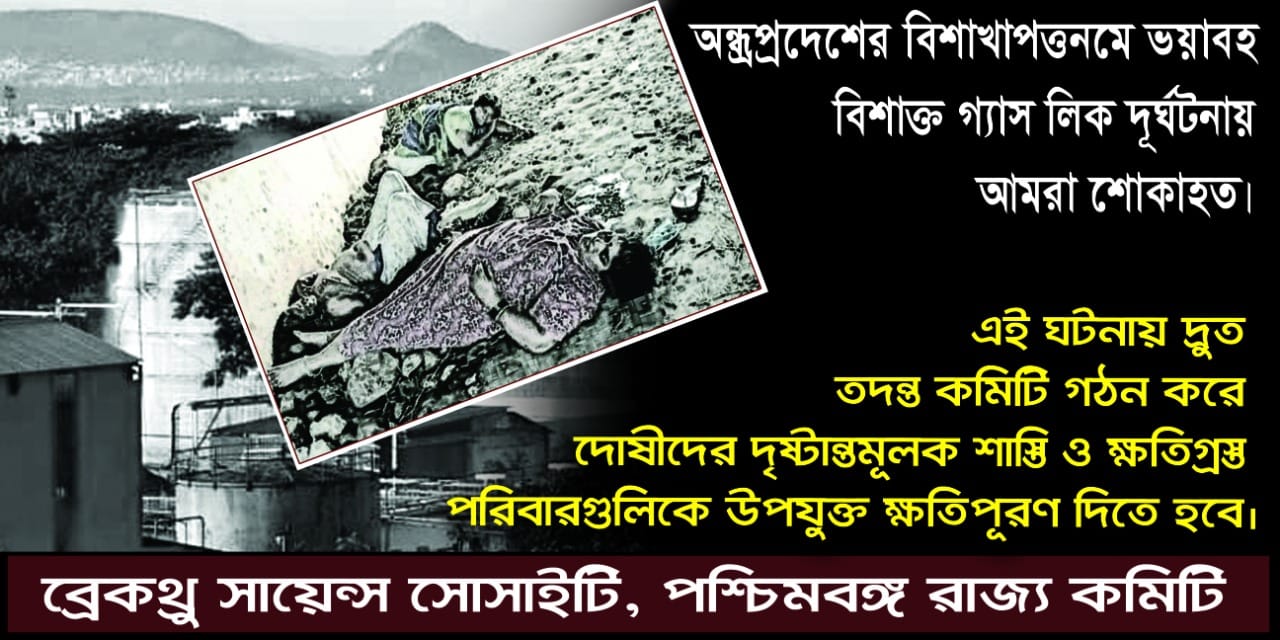 অন্ধ্রপ্রদেশের বিশাখাপত্তনমে ভয়াবহ
বিশাক্ত গ্যাস লিক দূর্ঘটনায়
আমরা শোকাহত।
এই ঘটনায় দ্রুত
তদন্ত কমিটি গঠন করে
দোষীদের দৃষ্টান্তমূলক শাস্তি ও ক্ষতিগ্রস্ত
পরিবারগুলিকে উপযুক্ত ক্ষতিপূরণ দিতে হবে।
ব্রেকথ্রু সায়েন্স সোসাইটি, পশ্চিমবঙ্গ রাজ্য কমিটি